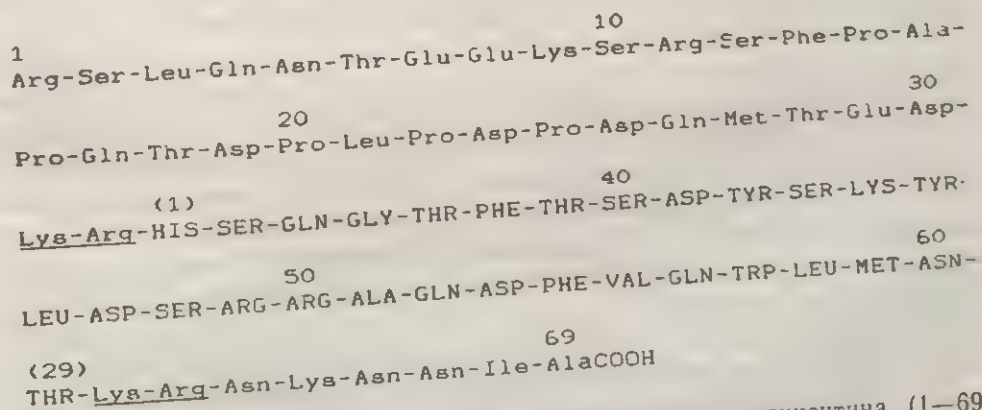 1 10
Arg-Ser-Leu-Gln-Asn-Thr-Glu-Glu-Lys-Ser-Arg-Ser-Phe-Pro-Ala-
20 30
Pro-Gln-Thr-Asp-Pro-Leu-Pro-Asp-Pro-Asp-Gln-Met-Thr-Glu-Asp-
(1) 40
Lys-Arg-HIS-SER-GLN-GLY-THR-PHE-THR-SER-ASP-TYR-SER-LYS-TYR-
50 60
LEU-ASP-SER-ARG-ARG-ALA-GLN-ASP-PHE-VAL-GLN-TRP-LEU-MET-ASN-
(29) 69
THR-Lys-Arg-Asn-Lys-Asn-Asn-Ile-AlaCOOH
(1—69